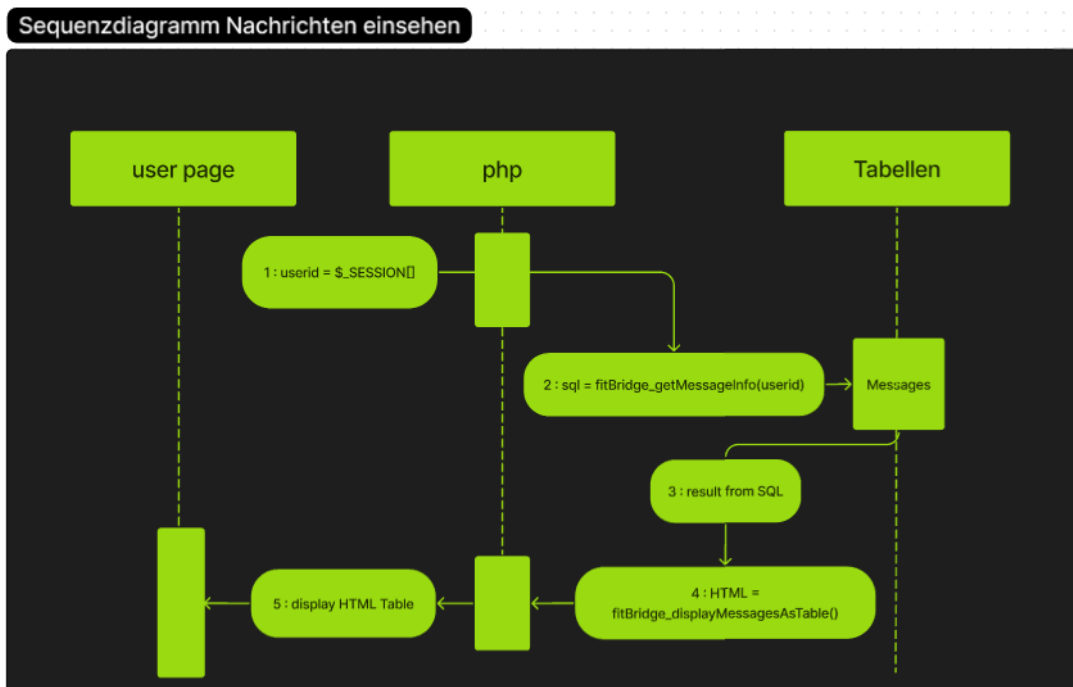 Sequenzdiagramm Nachrichten einsehen
user page
php
Tabellen
1 : userid = $_SESSION[]
2 : sql = fitBridge_getMessageInfo(userid)
Messages
3 : result from SQL
4 : HTML =
fitBridge_displayMessagesAsTable()
5 : display HTML Table